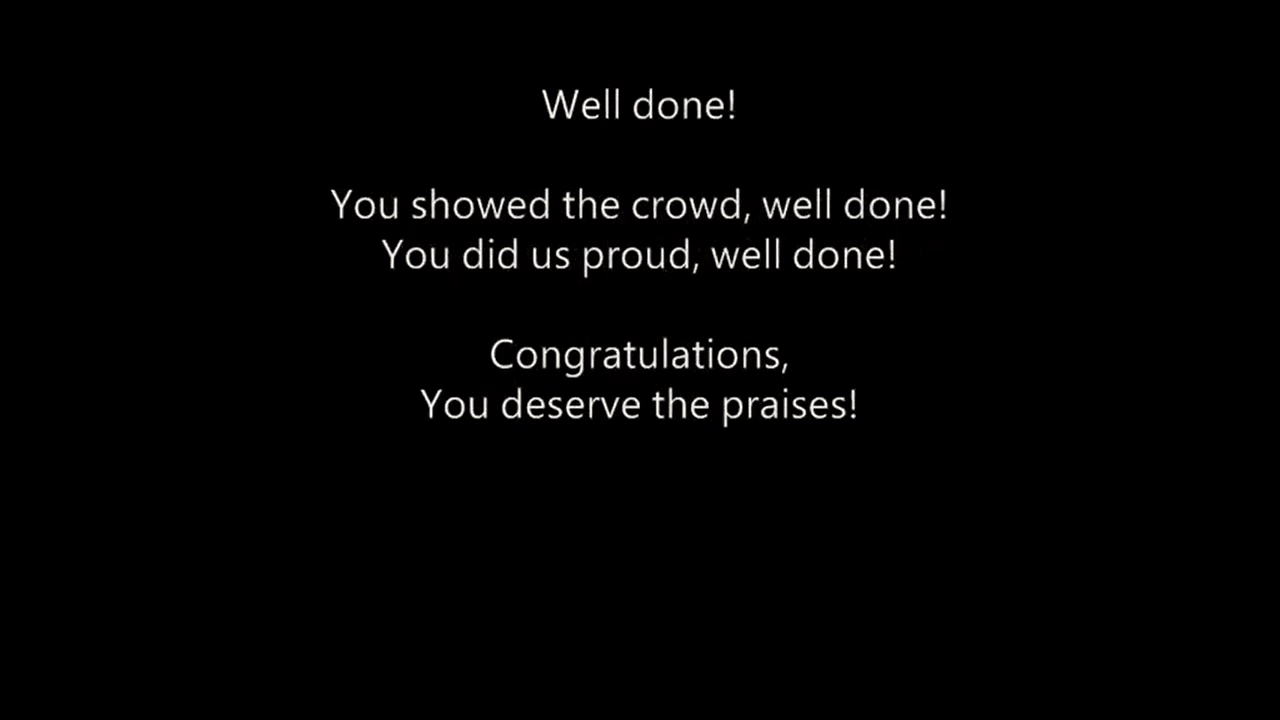 Well done!
You showed the crowd, well done!
You did us proud, well done!
Congratulations,
You deserve the praises!